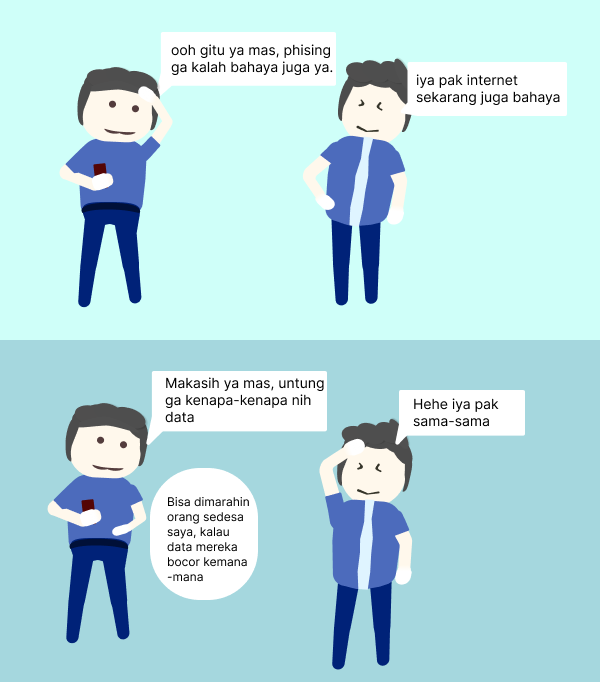 ooh gitu ya mas, phising
ga kalah bahaya juga ya.
iya pak internet
sekarang juga bahaya
Makasih ya mas, untung
ga kenapa-kenapa nih
data
Hehe iya pak
sama-sama
Bisa dimarahin
orang sedesa
saya, kalau
data mereka
bocor kemana
-mana